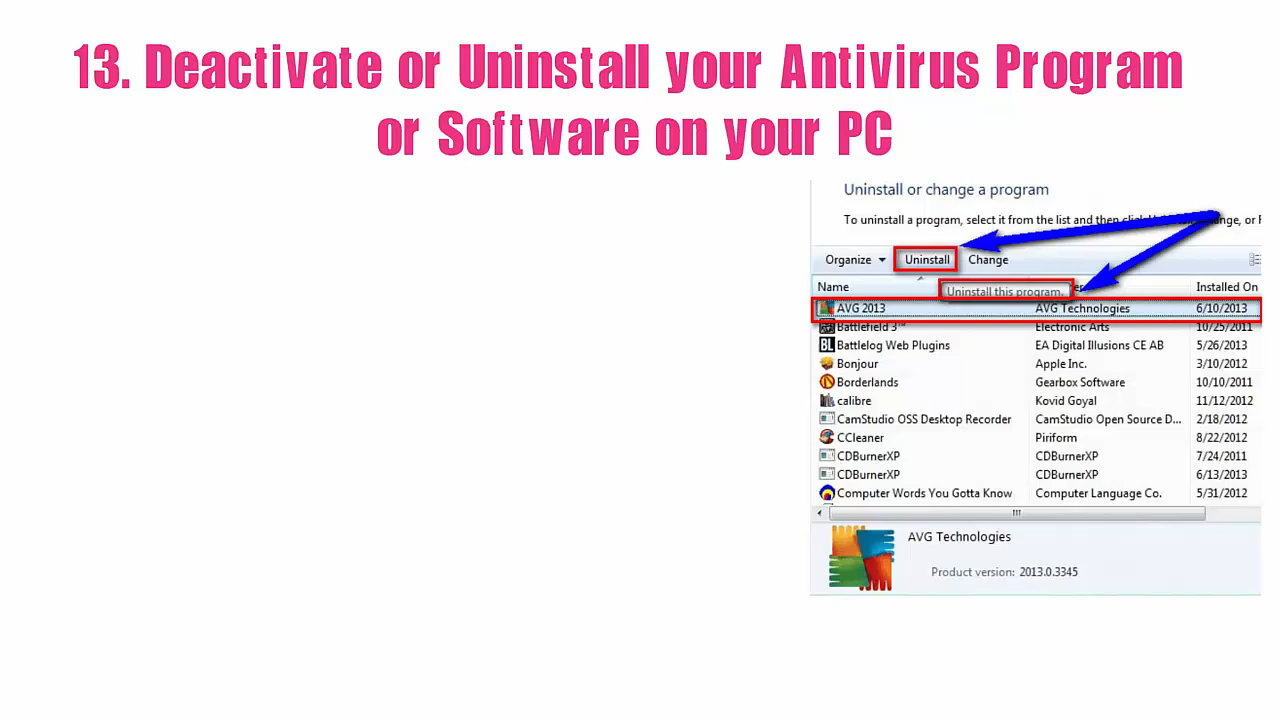 13. Deactivate or Uninstall your Antivirus Program
or Software on your PC
Uninstall or change a program
To uninstall a program, select it from the list and then click
Organize Uninstall Change
Uninstall this program.
Name Installed On
AVG 2013 AVG Technologies 6/10/2013
Battlefield 3™ Electronic Arts 10/25/2011
Battlelog Web Plugins EA Digital Illusions CE AB 5/26/2013
Bonjour Apple Inc. 3/10/2012
Borderlands Gearbox Software 10/10/2011
calibre Kovid Goyal 11/12/2012
CamStudio OSS Desktop Recorder CamStudio Open Source D... 2/18/2012
CCleaner Piriform 8/22/2012
CDBurnerXP CDBurnerXP 7/24/2011
CDBurnerXP CDBurnerXP 6/13/2013
Computer Words You Gotta Know Computer Language Co. 5/31/2012
AVG Technologies
Product version: 2013.0.3345